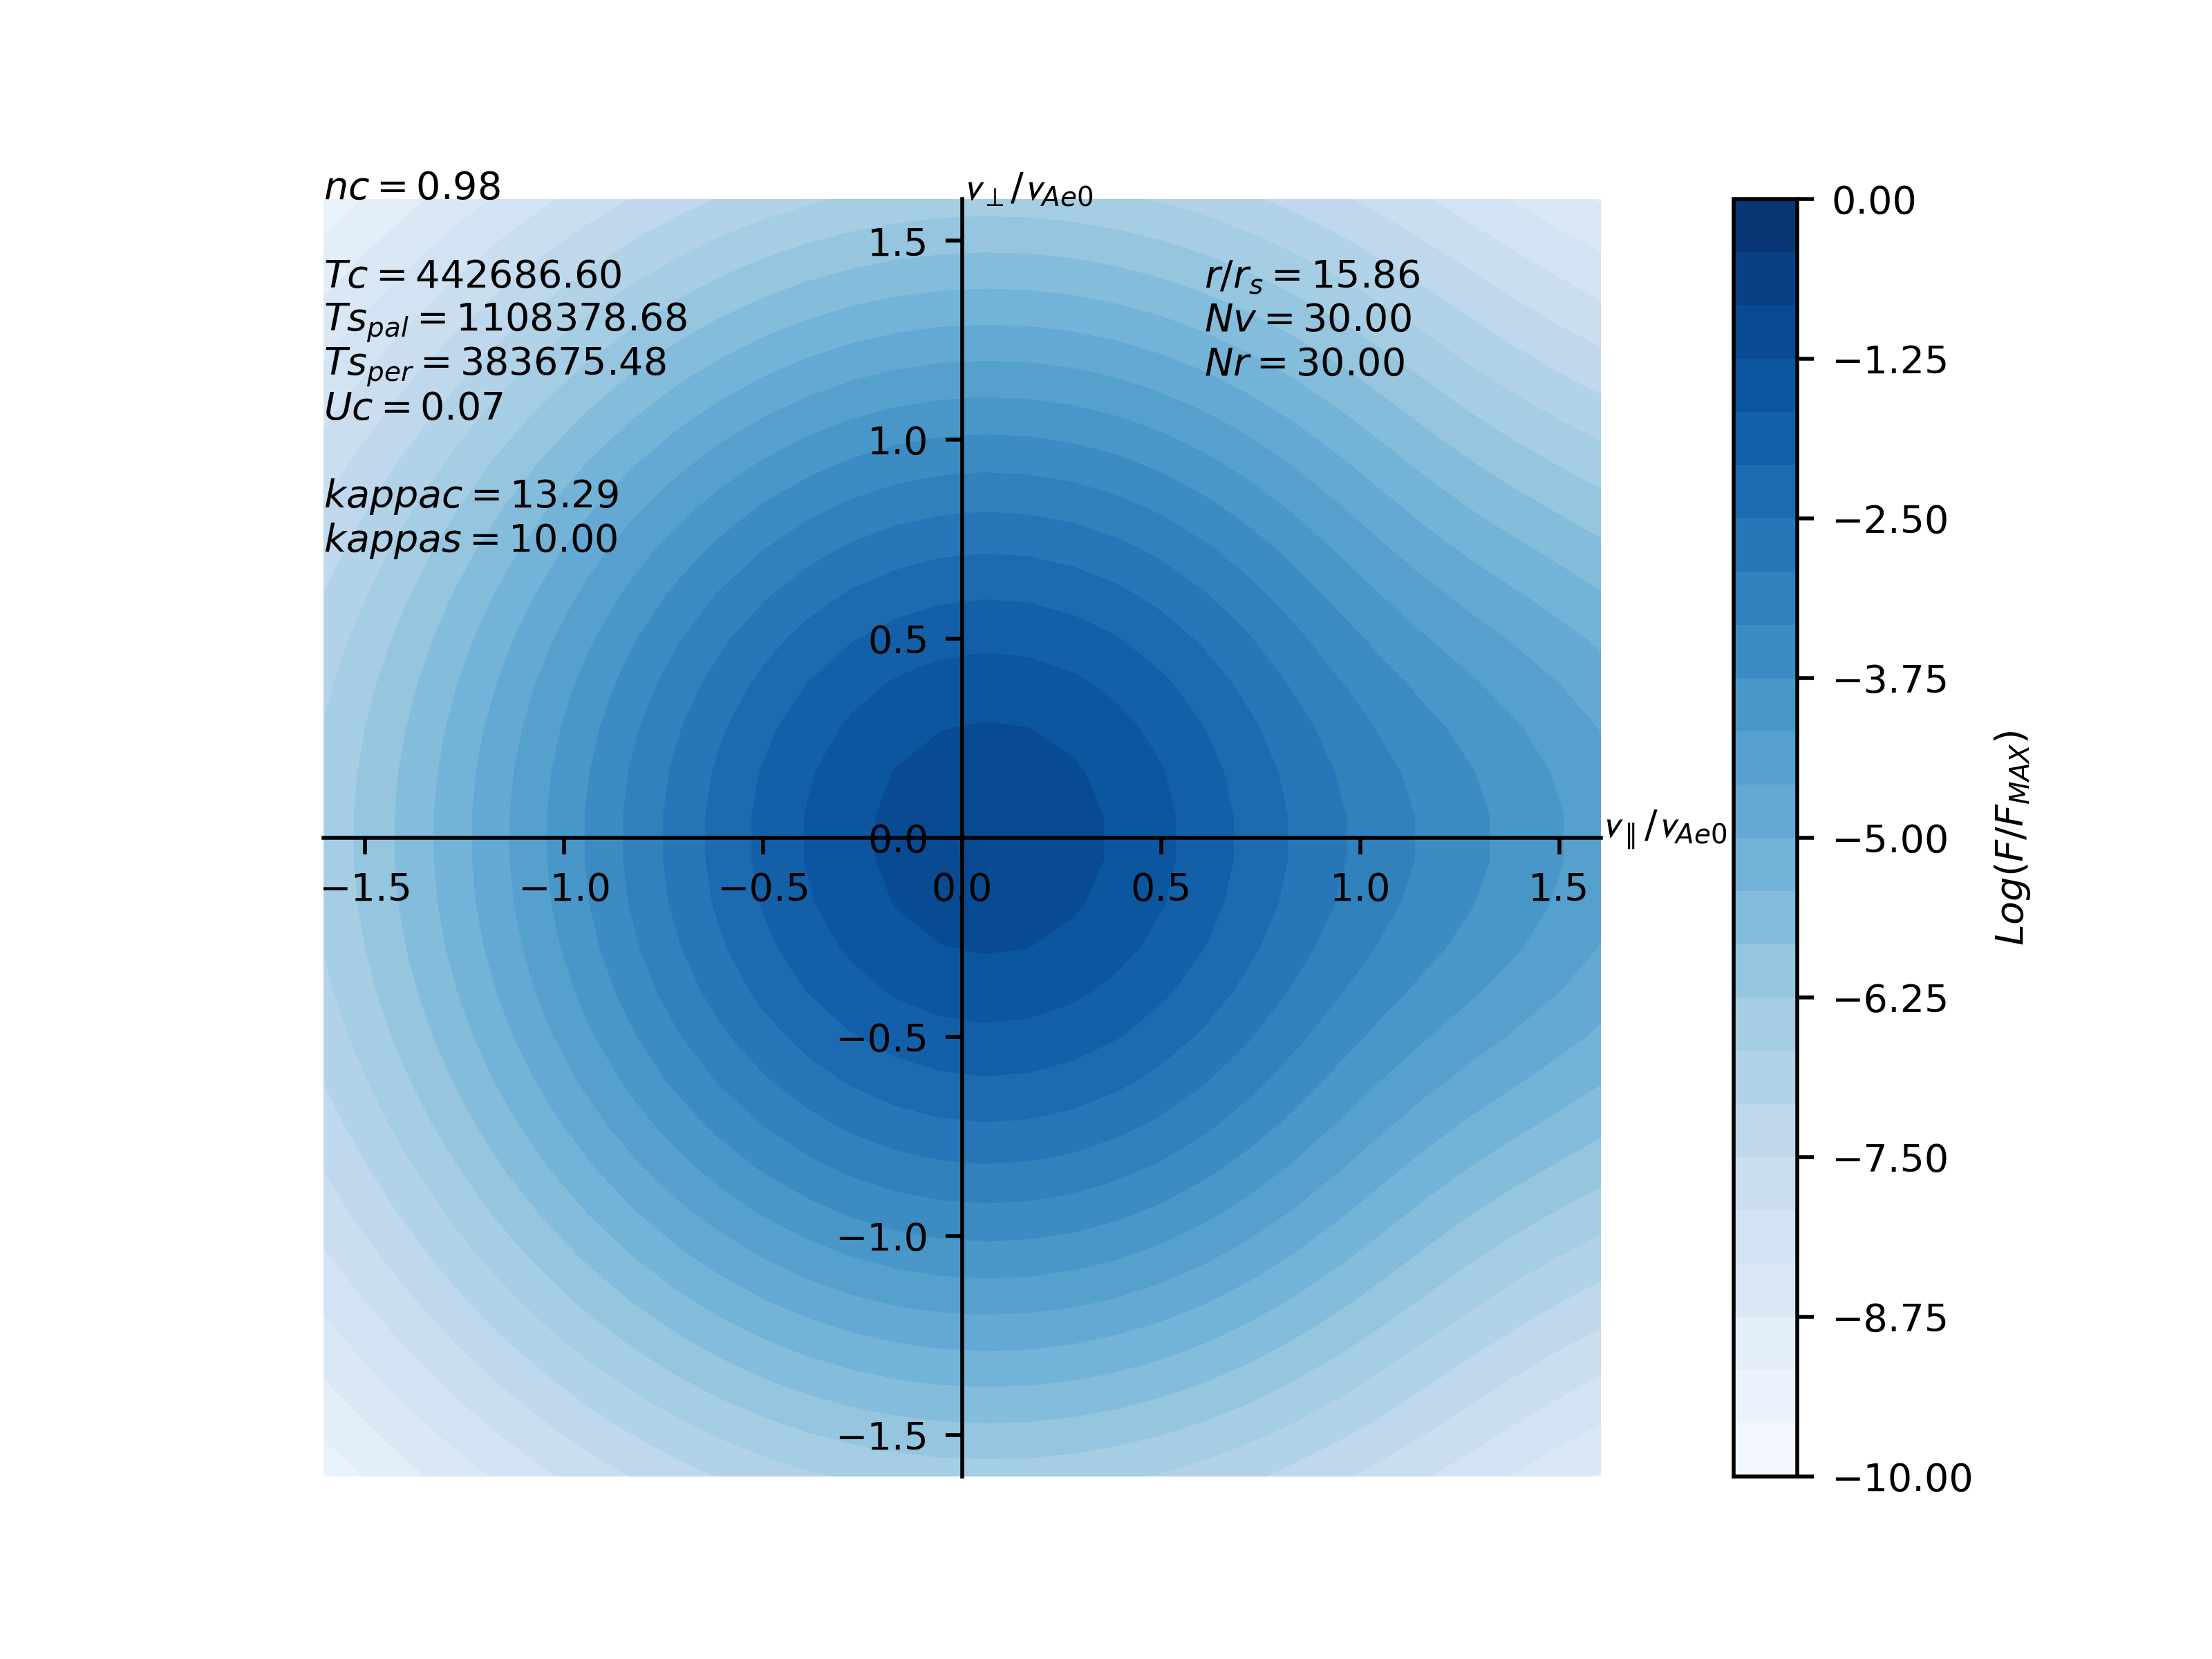 nc = 0.98
v⊥/vAe0
Tc = 442686.60
Tspal = 1108378.68
Tsper = 383675.48
Uc = 0.07
kappac = 13.29
kappas = 10.00
r/rs = 15.86
Nv = 30.00
Nr = 30.00
1.5
1.0
0.5
0.0
−0.5
−1.0
−1.5
−1.5 −1.0 −0.5 0.0 0.5 1.0 1.5
v∥/vAe0
0.00
−1.25
−2.50
−3.75
−5.00
−6.25
−7.50
−8.75
−10.00
Log(F/FMAX)